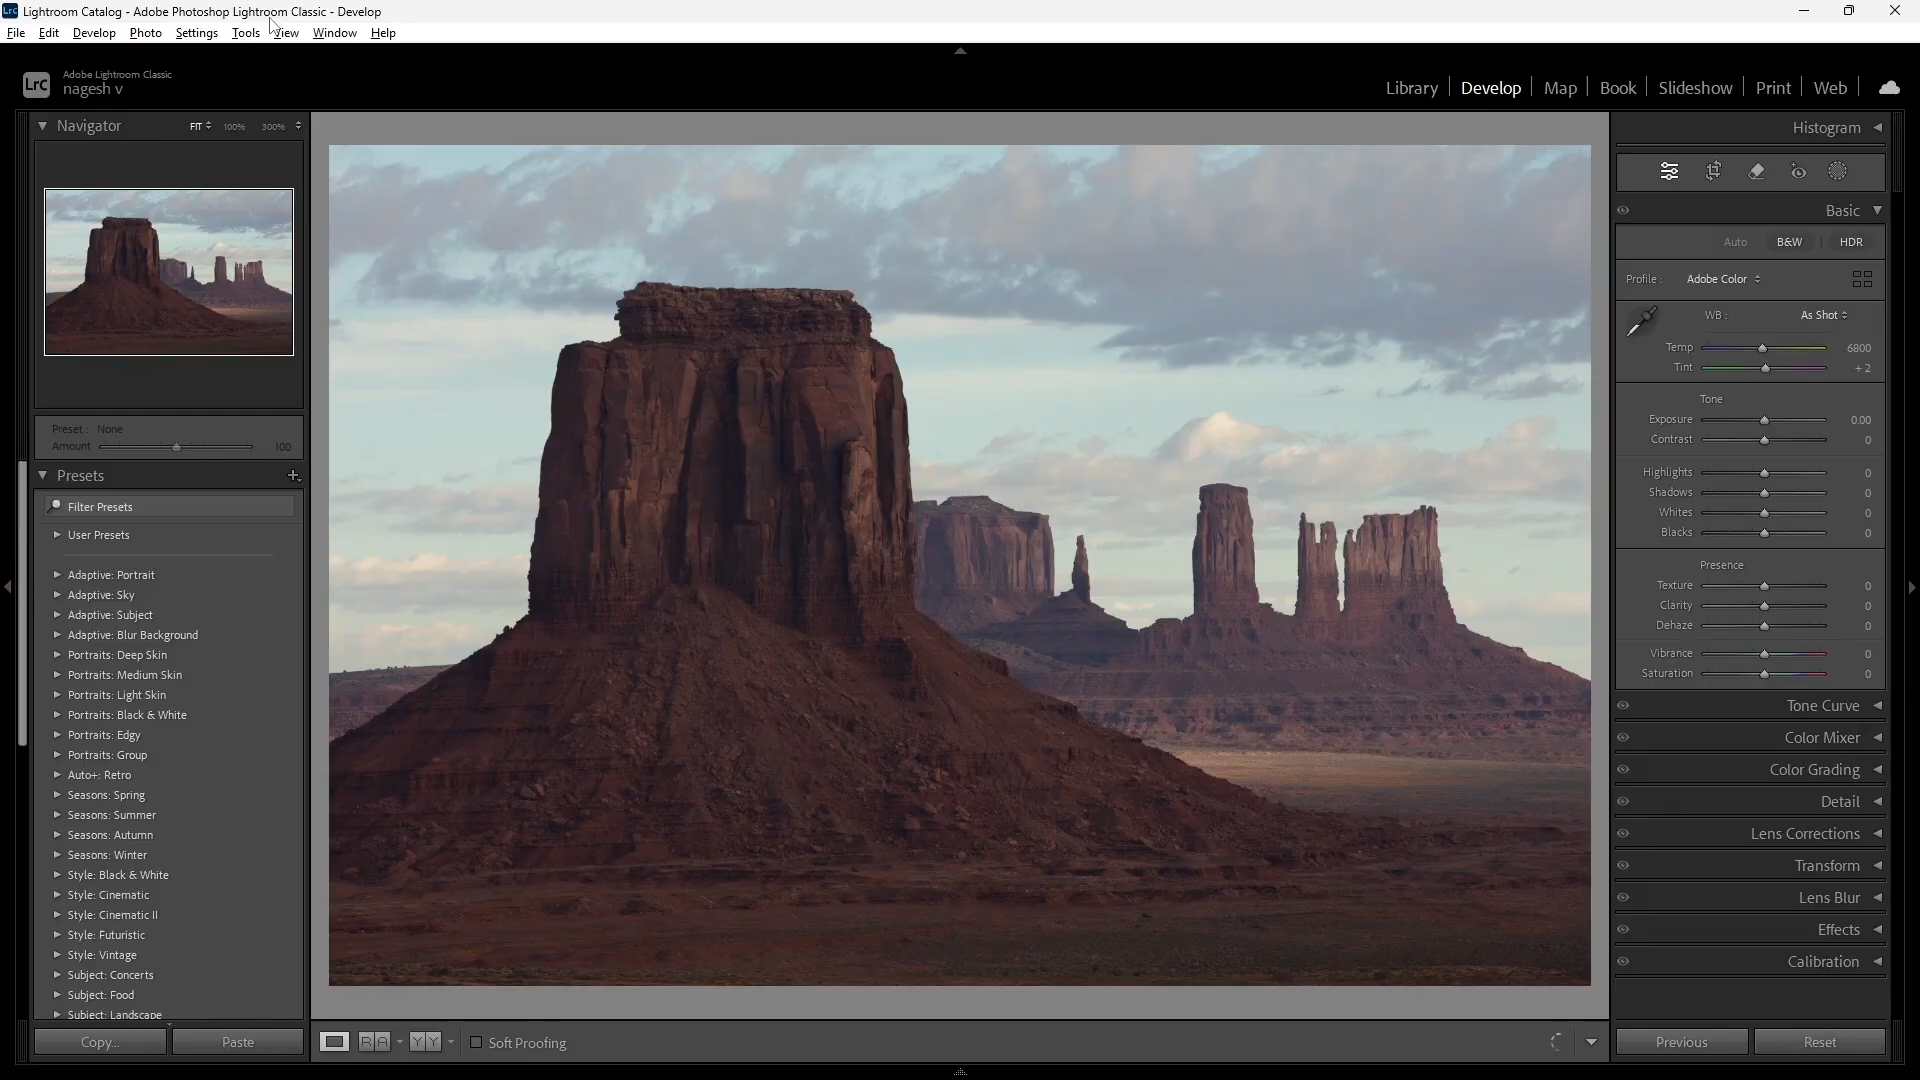 Lightroom Catalog - Adobe Photoshop Lightroom Classic - Develop
File Edit Develop Photo Settings Tools View Window Help
LrC Adobe Lightroom Classic
nagesh v
Library Develop Map Book Slideshow Print Web
Navigator FIT 100% 300%
Preset : None
Amount 100
Presets
Filter Presets
User Presets
Adaptive: Portrait
Adaptive: Sky
Adaptive: Subject
Adaptive: Blur Background
Portraits: Deep Skin
Portraits: Medium Skin
Portraits: Light Skin
Portraits: Black & White
Portraits: Edgy
Portraits: Group
Auto+: Retro
Seasons: Spring
Seasons: Summer
Seasons: Autumn
Seasons: Winter
Style: Black & White
Style: Cinematic
Style: Cinematic II
Style: Futuristic
Style: Vintage
Subject: Concerts
Subject: Food
Subject: Landscape
Copy... Paste
R A Y Y Soft Proofing
Histogram
Basic
Auto B&W HDR
Profile : Adobe Color
WB : As Shot
Temp 6800
Tint + 2
Tone
Exposure 0.00
Contrast 0
Highlights 0
Shadows 0
Whites 0
Blacks 0
Presence
Texture 0
Clarity 0
Dehaze 0
Vibrance 0
Saturation 0
Tone Curve
Color Mixer
Color Grading
Detail
Lens Corrections
Transform
Lens Blur
Effects
Calibration
Previous Reset